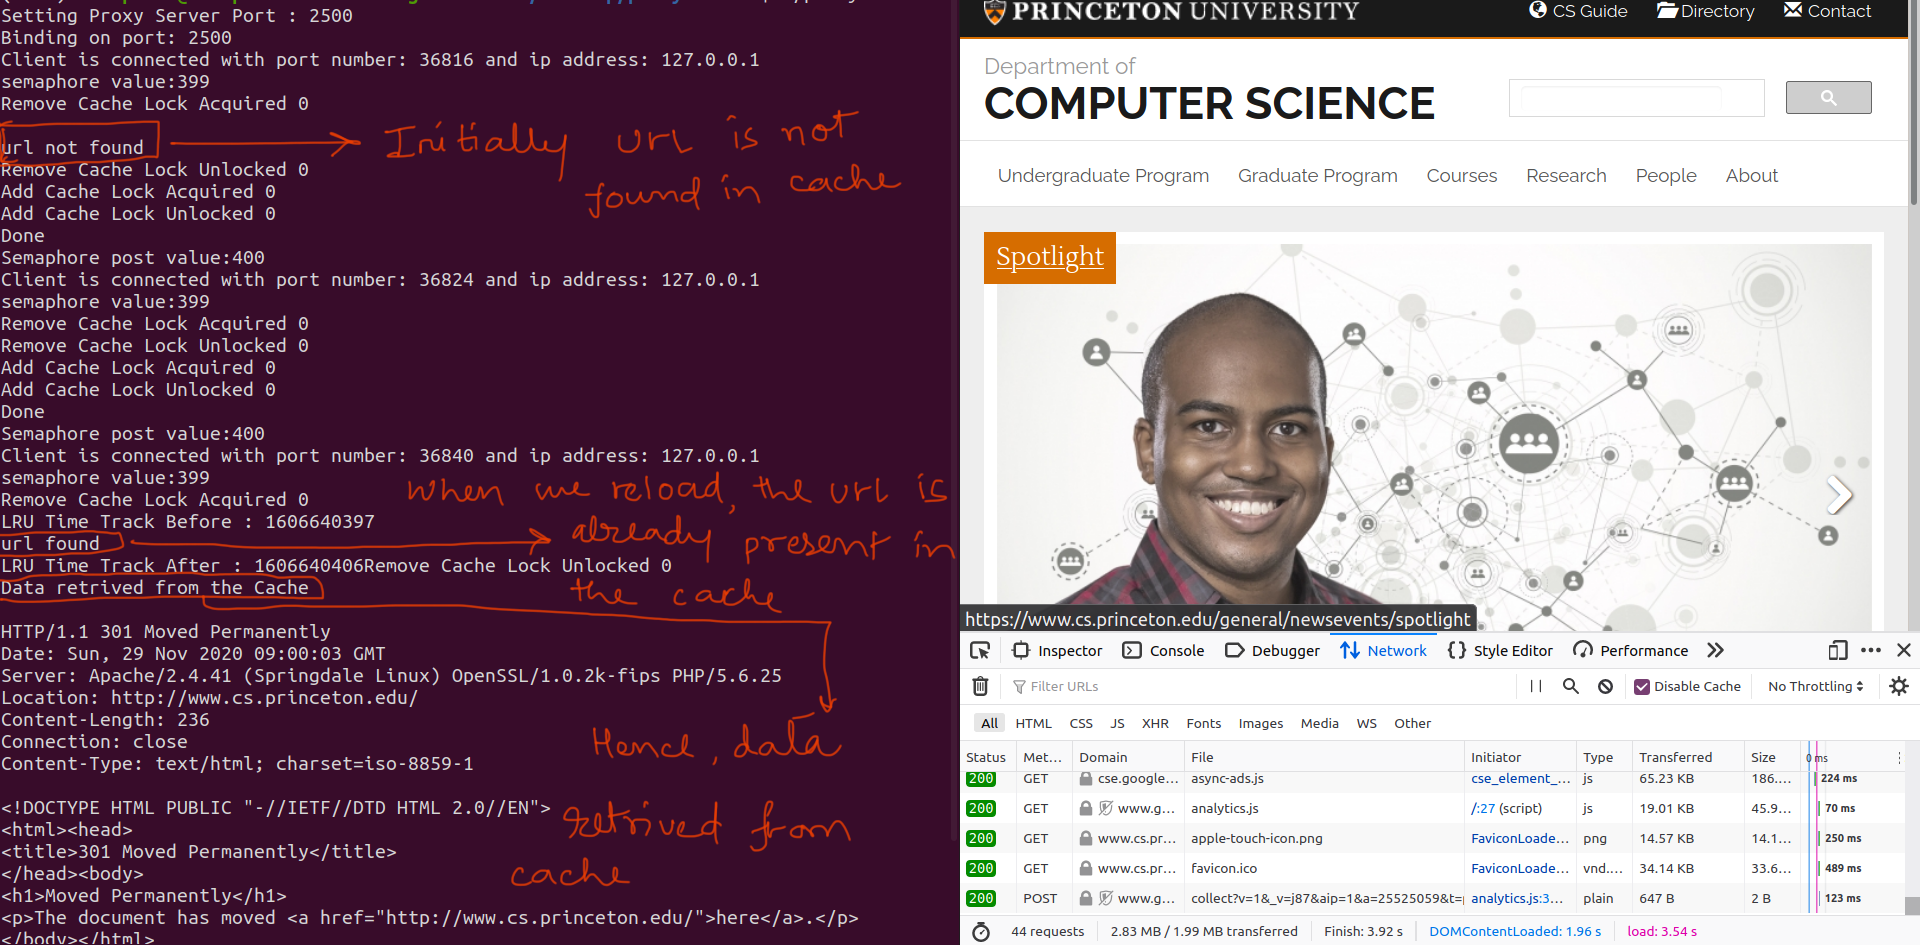 Setting Proxy Server Port : 2500
Binding on port: 2500
Client is connected with port number: 36816 and ip address: 127.0.0.1
semaphore value:399
Remove Cache Lock Acquired 0
url not found
Initially url is not
found in cache
Remove Cache Lock Unlocked 0
Add Cache Lock Acquired 0
Add Cache Lock Unlocked 0
Done
Semaphore post value:400
Client is connected with port number: 36824 and ip address: 127.0.0.1
semaphore value:399
Remove Cache Lock Acquired 0
Remove Cache Lock Unlocked 0
Add Cache Lock Acquired 0
Add Cache Lock Unlocked 0
Done
Semaphore post value:400
Client is connected with port number: 36840 and ip address: 127.0.0.1
semaphore value:399
Remove Cache Lock Acquired 0
LRU Time Track Before : 1606640397
url found
LRU Time Track After : 1606640406Remove Cache Lock Unlocked 0
Data retrived from the Cache
when we reload, the url is
already present in
the cache
HTTP/1.1 301 Moved Permanently
Date: Sun, 29 Nov 2020 09:00:03 GMT
Server: Apache/2.4.41 (Springdale Linux) OpenSSL/1.0.2k-fips PHP/5.6.25
Location: http://www.cs.princeton.edu/
Content-Length: 236
Connection: close
Content-Type: text/html; charset=iso-8859-1
Hence, data
retrived from
cache
<!DOCTYPE HTML PUBLIC "-//IETF//DTD HTML 2.0//EN">
<html><head>
<title>301 Moved Permanently</title>
</head><body>
<h1>Moved Permanently</h1>
<p>The document has moved <a href="http://www.cs.princeton.edu/">here</a>.</p>
</body></html>
PRINCETON UNIVERSITY
CS Guide Directory Contact
Department of
COMPUTER SCIENCE
Undergraduate Program Graduate Program Courses Research People About
Spotlight
https://www.cs.princeton.edu/general/newsevents/spotlight
Inspector Console Debugger Network Style Editor Performance
Filter URLs Disable Cache No Throttling
All HTML CSS JS XHR Fonts Images Media WS Other
Status Met... Domain File Initiator Type Transferred Size 0 ms
200 GET cse.google... async-ads.js cse_element_... js 65.23 KB 186.... 224 ms
200 GET www.g... analytics.js /:27 (script) js 19.01 KB 45.9... 70 ms
200 GET www.cs.pr... apple-touch-icon.png FaviconLoade... png 14.57 KB 14.1... 250 ms
200 GET www.cs.pr... favicon.ico FaviconLoade... vnd.... 34.14 KB 33.6... 489 ms
200 POST www.g... collect?v=1&_v=j87&aip=1&a=25525059&t= analytics.js:3... plain 647 B 2 B 123 ms
44 requests 2.83 MB / 1.99 MB transferred Finish: 3.92 s DOMContentLoaded: 1.96 s load: 3.54 s